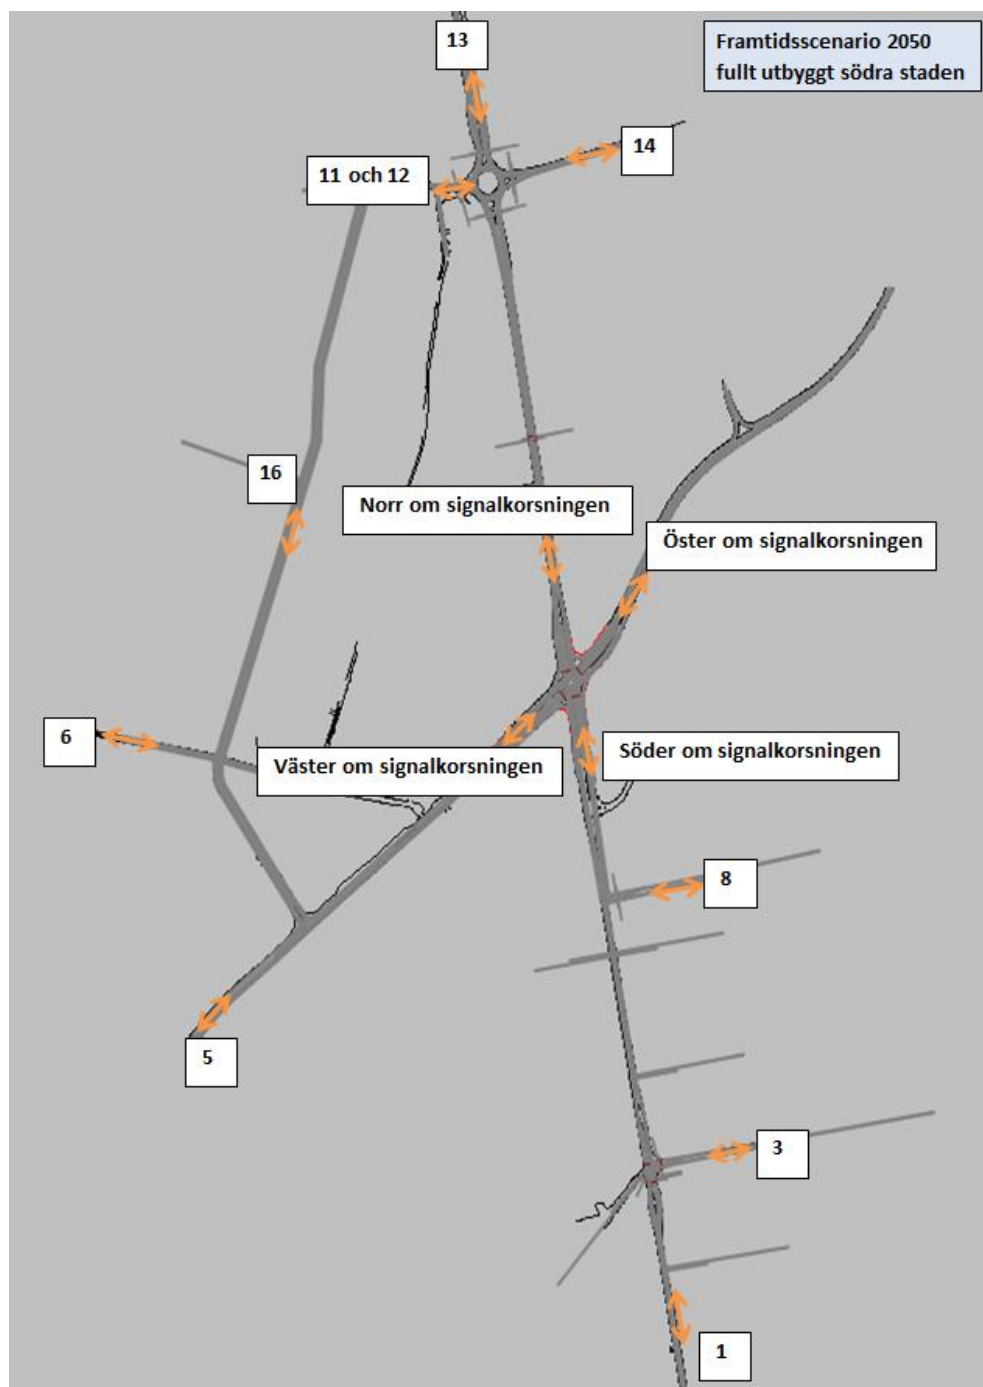 13
Framtidsscenario 2050
fullt utbyggt södra staden
14
11 och 12
16
Norr om signalkorsningen
Öster om signalkorsningen
6
Söder om signalkorsningen
Väster om signalkorsningen
8
5
3
1